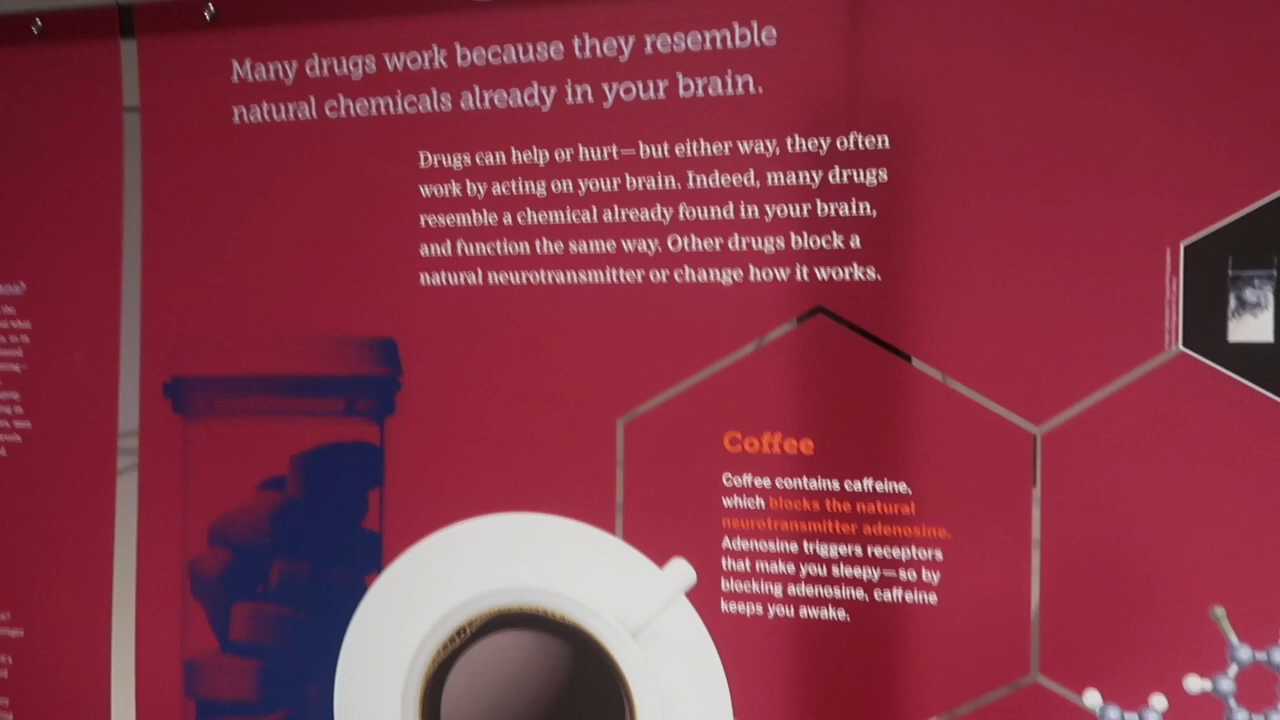 Many drugs work because they resemble
natural chemicals already in your brain.
Drugs can help or hurt—but either way, they often
work by acting on your brain. Indeed, many drugs
resemble a chemical already found in your brain,
and function the same way. Other drugs block a
natural neurotransmitter or change how it works.
Coffee
Coffee contains caffeine,
which blocks the natural
neurotransmitter adenosine.
Adenosine triggers receptors
that make you sleepy—so by
blocking adenosine, caffeine
keeps you awake.